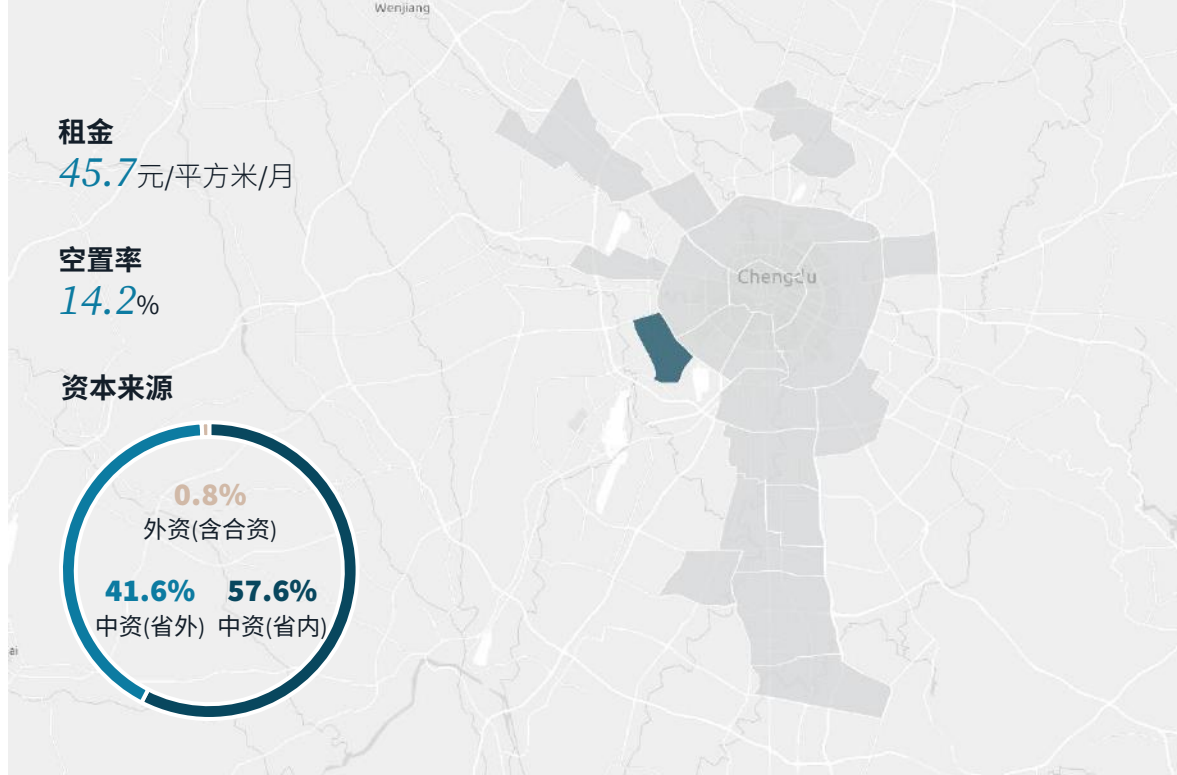 Wenjiang
租金
45.7元/平方米/月
空置率
14.2%
Chengdu
资本来源
0.8%
外资(含合资)
41.6% 57.6%
中资(省外) 中资(省内)
ai